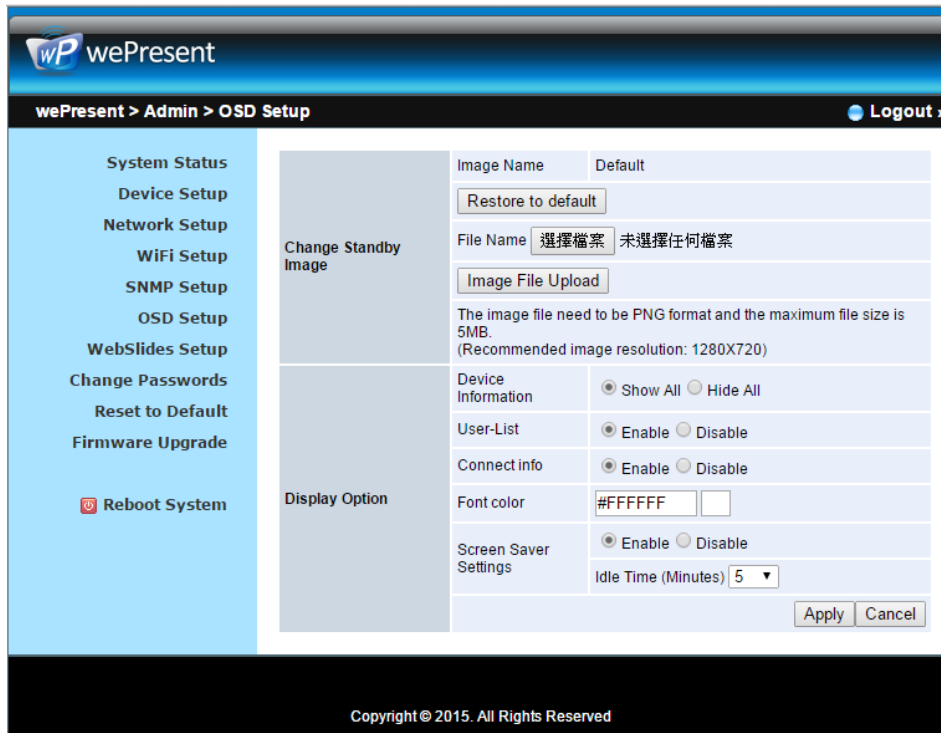 wP wePresent
wePresent > Admin > OSD Setup
Logout »
System Status
Device Setup
Network Setup
WiFi Setup
SNMP Setup
OSD Setup
WebSlides Setup
Change Passwords
Reset to Default
Firmware Upgrade
Reboot System
Change Standby
Image
Image Name Default
Restore to default
File Name 選擇檔案 未選擇任何檔案
Image File Upload
The image file need to be PNG format and the maximum file size is
5MB.
(Recommended image resolution: 1280X720)
Display Option
Device
Information
Show All Hide All
User-List Enable Disable
Connect info Enable Disable
Font color #FFFFFF
Screen Saver
Settings
Enable Disable
Idle Time (Minutes) 5
Apply Cancel
Copyright © 2015. All Rights Reserved